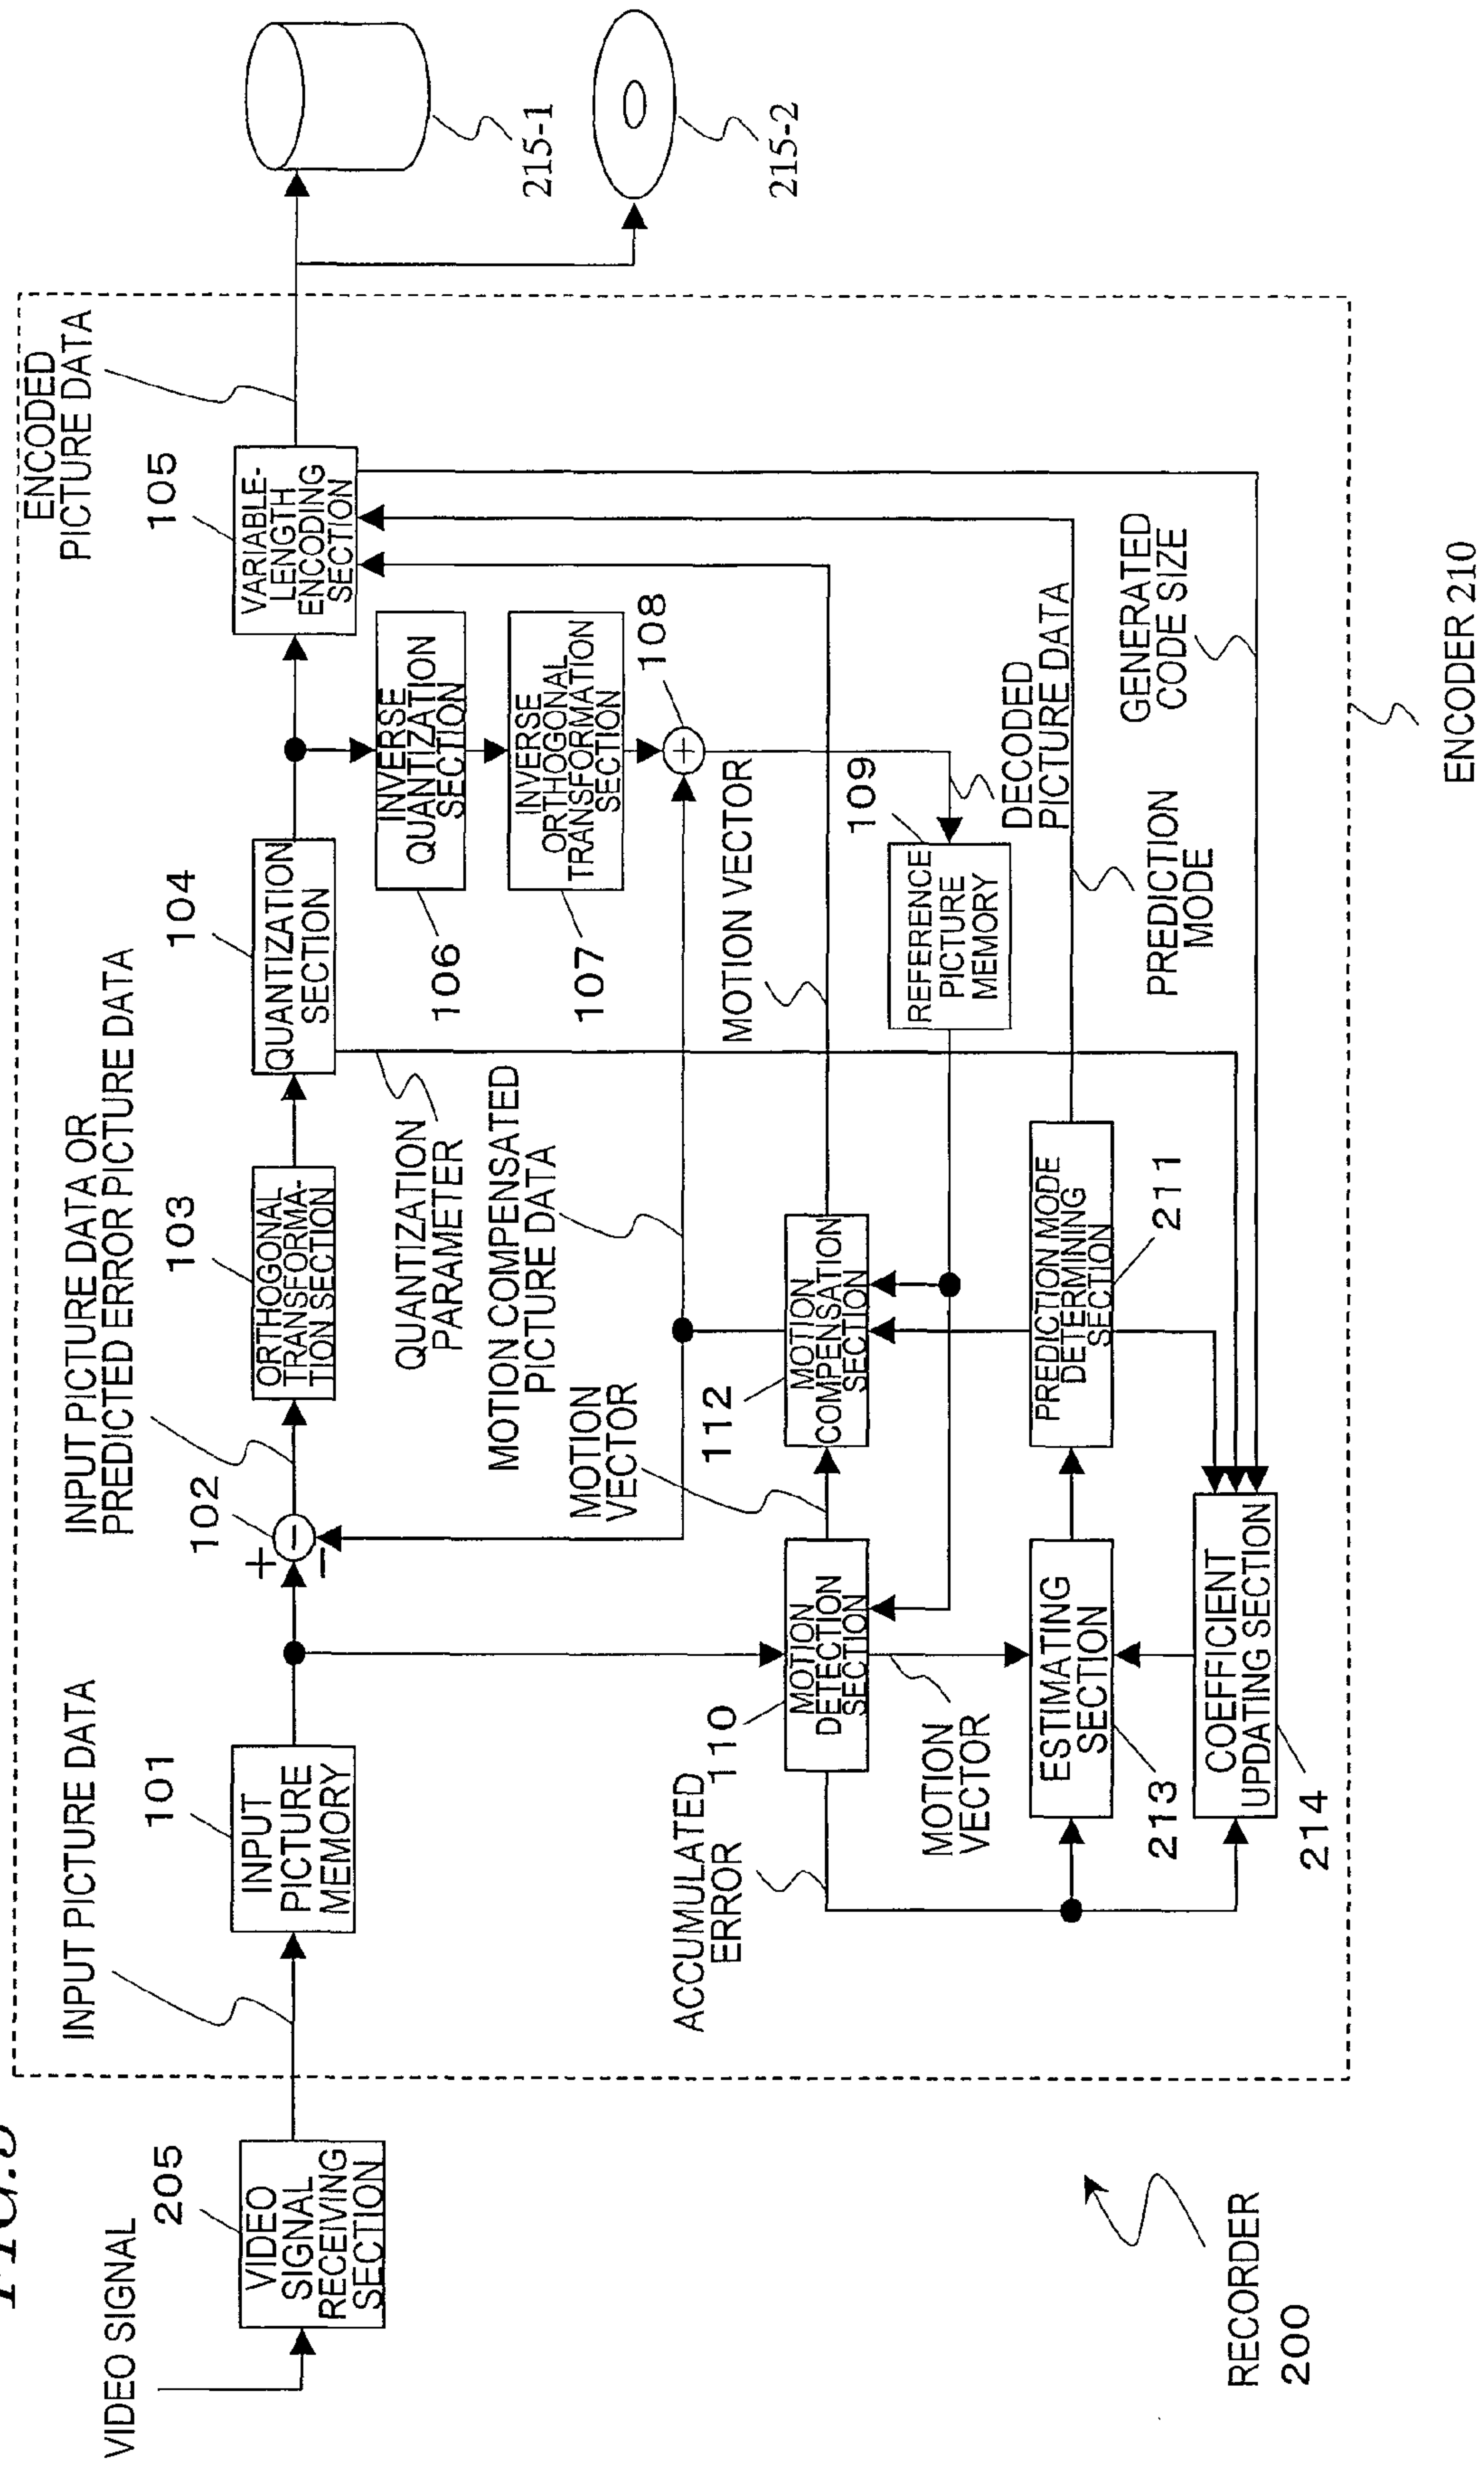 VIDEO SIGNAL
205
VIDEO
SIGNAL
RECEIVING
SECTION
RECORDER
200
INPUT PICTURE DATA
101
INPUT
PICTURE
MEMORY
INPUT PICTURE DATA OR
PREDICTED ERROR PICTURE DATA
102
+
−
−
103
ORTHOGONAL
TRANSFORMA-
TION SECTION
104
QUANTIZATION
SECTION
QUANTIZATION
PARAMETER
105
VARIABLE-
LENGTH
ENCODING
SECTION
ENCODED
PICTURE DATA
215-1
215-2
106
INVERSE
QUANTIZATION
SECTION
107
INVERSE
ORTHOGONAL
TRANSFORMATION
SECTION
108
+
MOTION COMPENSATED
PICTURE DATA
MOTION
VECTOR
MOTION VECTOR
109
REFERENCE
PICTURE
MEMORY
DECODED
PICTURE DATA
ACCUMULATED
ERROR
110
MOTION
DETECTION
SECTION
112
MOTION
COMPENSATION
SECTION
MOTION
VECTOR
213
ESTIMATING
SECTION
PREDICTION MODE
DETERMINING
SECTION
211
PREDICTION
MODE
GENERATED
CODE SIZE
COEFFICIENT
UPDATING SECTION
214
ENCODER 210